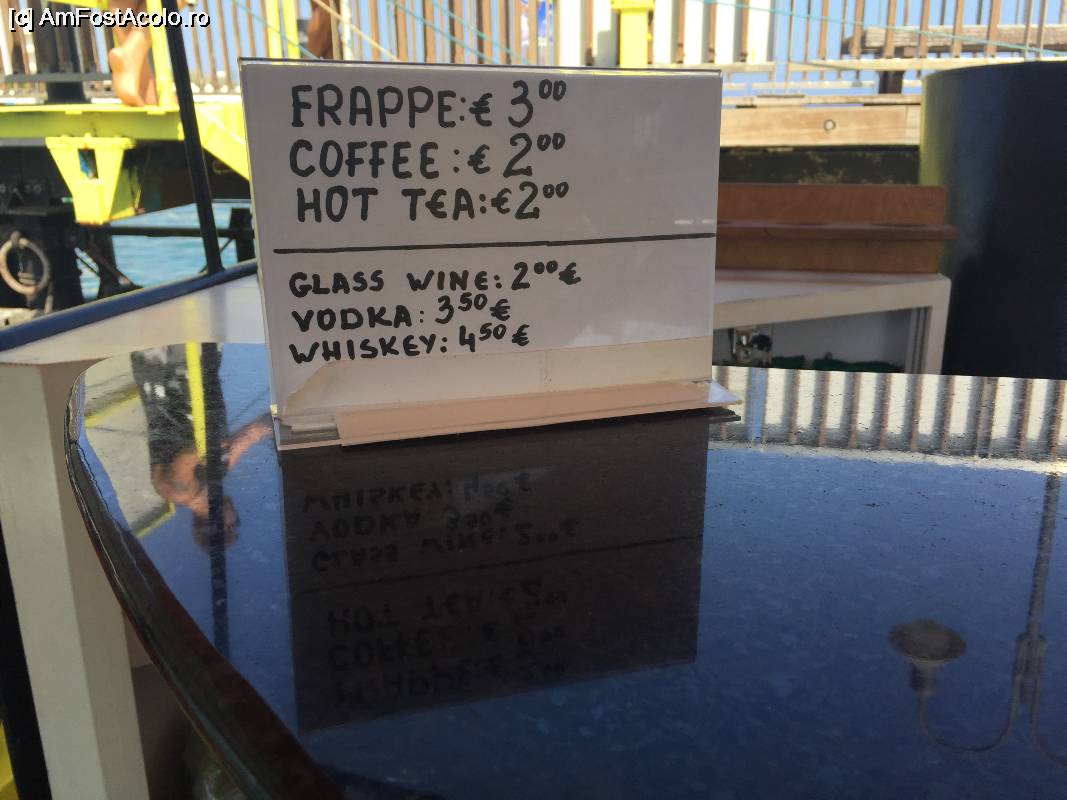 [c] AmFostAcolo.ro
FRAPPE: € 3⁰⁰
COFFEE: € 2⁰⁰
HOT TEA: € 2⁰⁰
GLASS WINE: 2⁰⁰ €
VODKA: 3⁵⁰ €
WHISKEY: 4⁵⁰ €